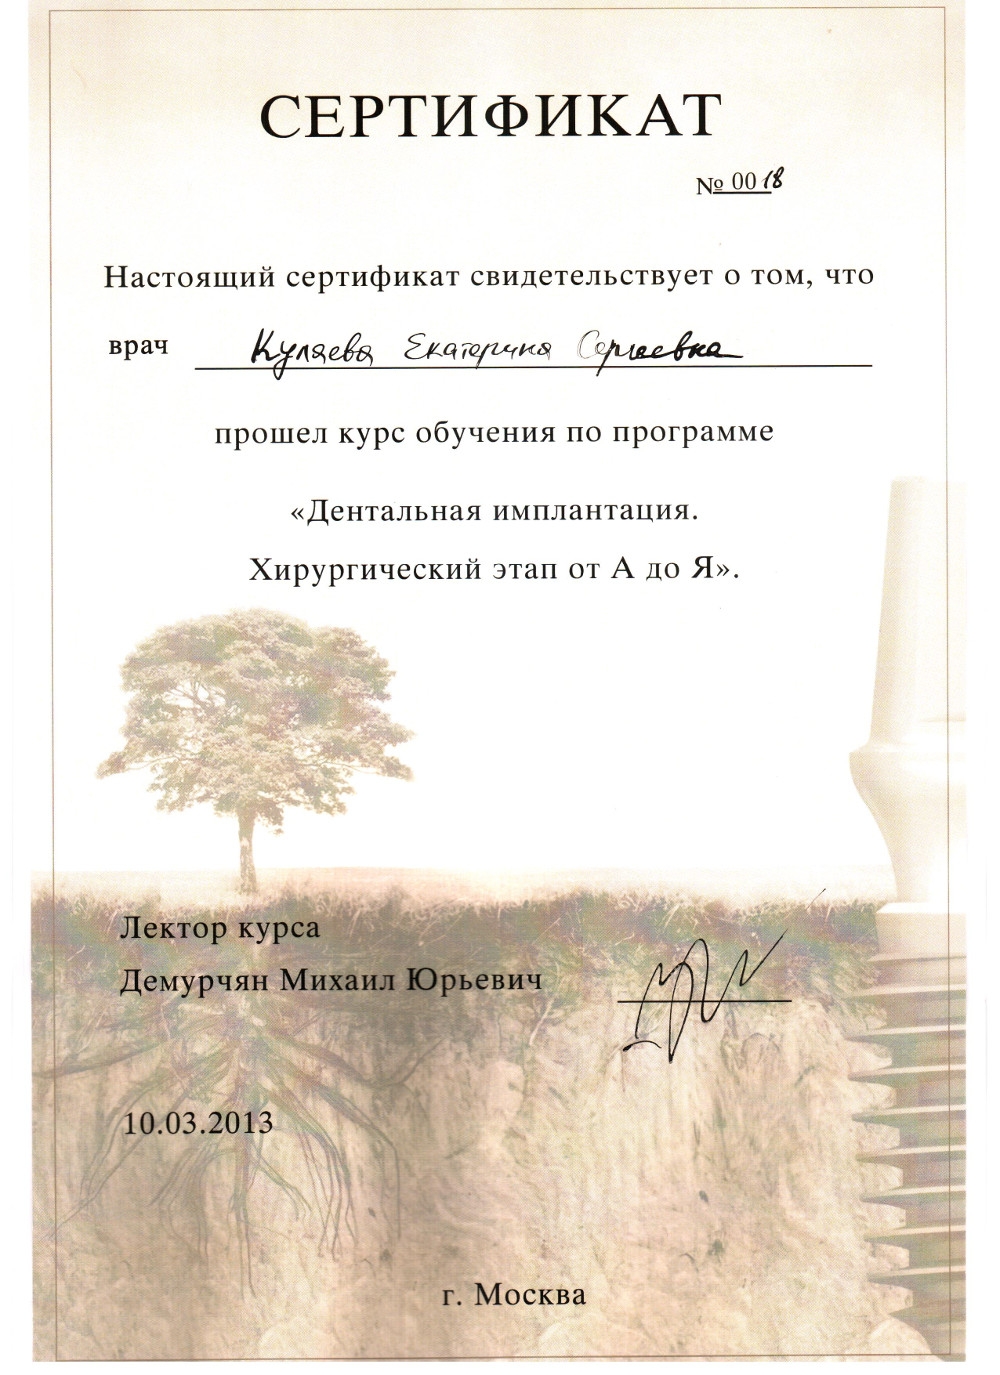 СЕРТИФИКАТ
№ 0018
Настоящий сертификат свидетельствует о том, что
врач Куляева Екатерина Сергеевна
прошел курс обучения по программе
«Дентальная имплантация.
Хирургический этап от А до Я».
Лектор курса
Демурчян Михаил Юрьевич
10.03.2013
г. Москва